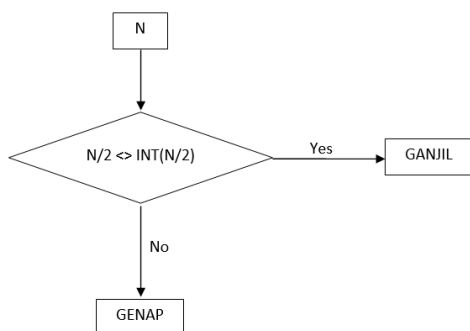 N
N/2 <> INT(N/2)
Yes
GANJIL
No
GENAP